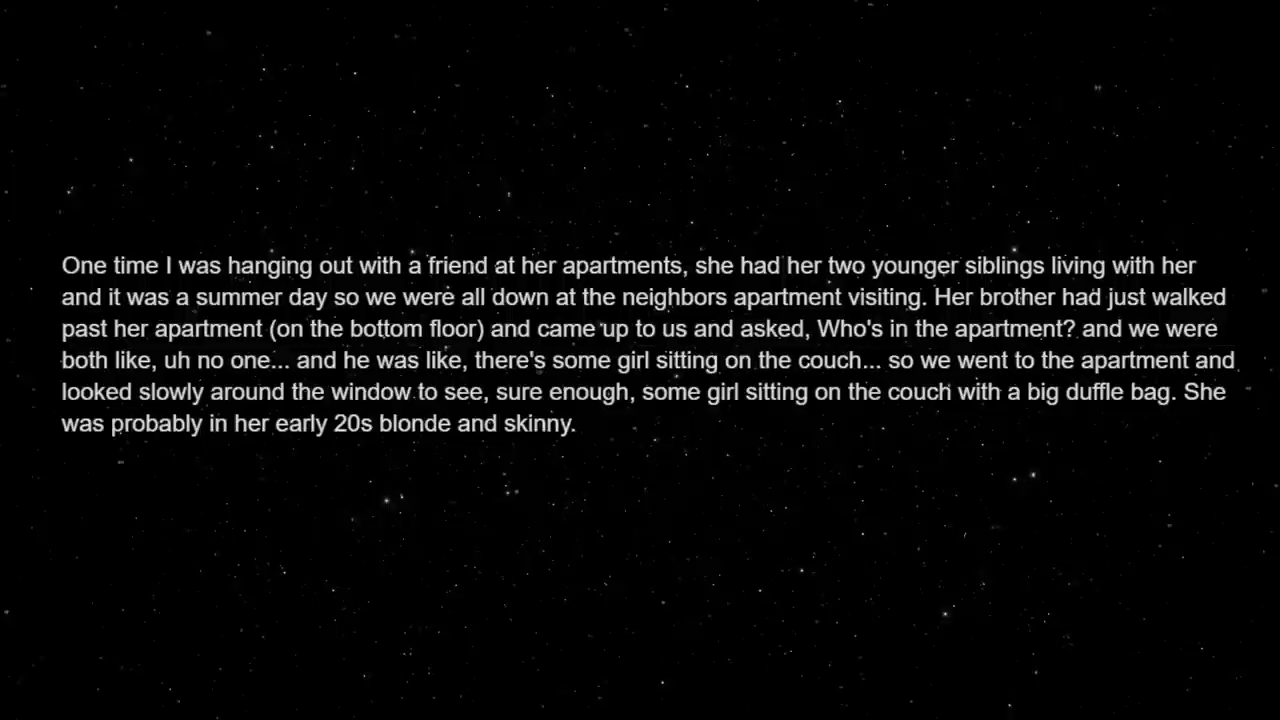 One time I was hanging out with a friend at her apartments, she had her two younger siblings living with her
and it was a summer day so we were all down at the neighbors apartment visiting. Her brother had just walked
past her apartment (on the bottom floor) and came up to us and asked, Who's in the apartment? and we were
both like, uh no one... and he was like, there's some girl sitting on the couch... so we went to the apartment and
looked slowly around the window to see, sure enough, some girl sitting on the couch with a big duffle bag. She
was probably in her early 20s blonde and skinny.